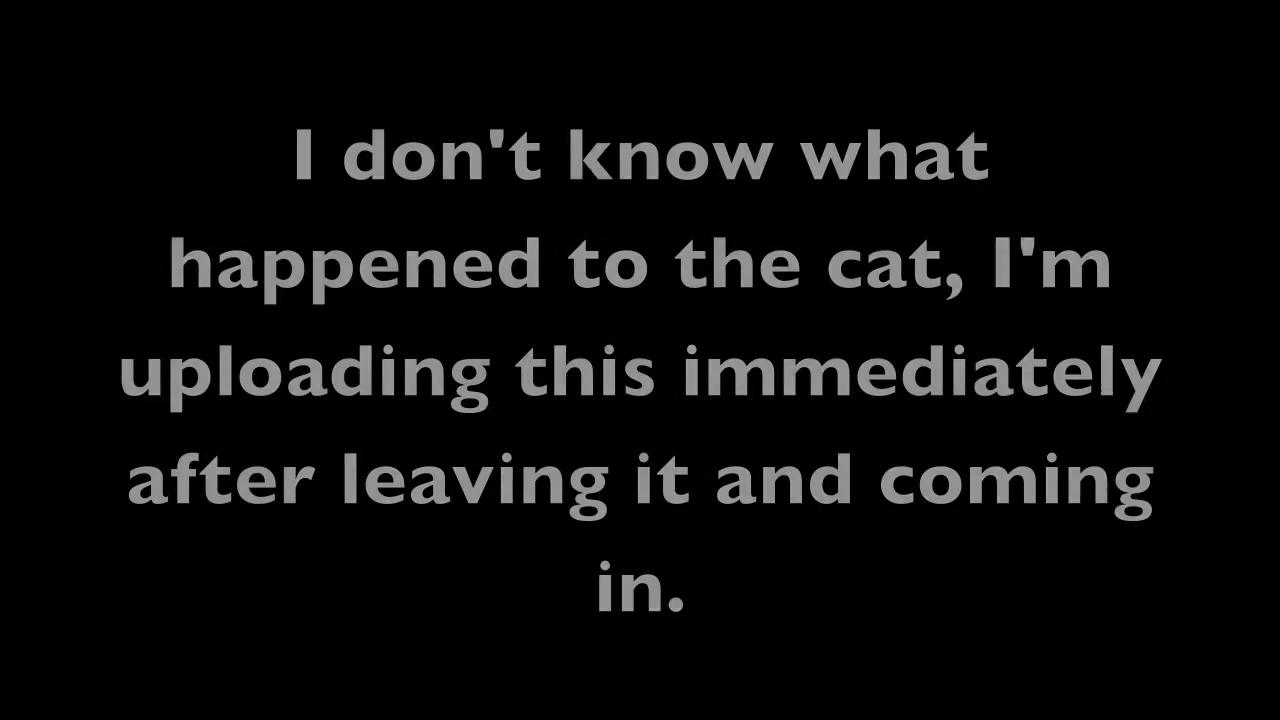 I don't know what
happened to the cat, I'm
uploading this immediately
after leaving it and coming
in.